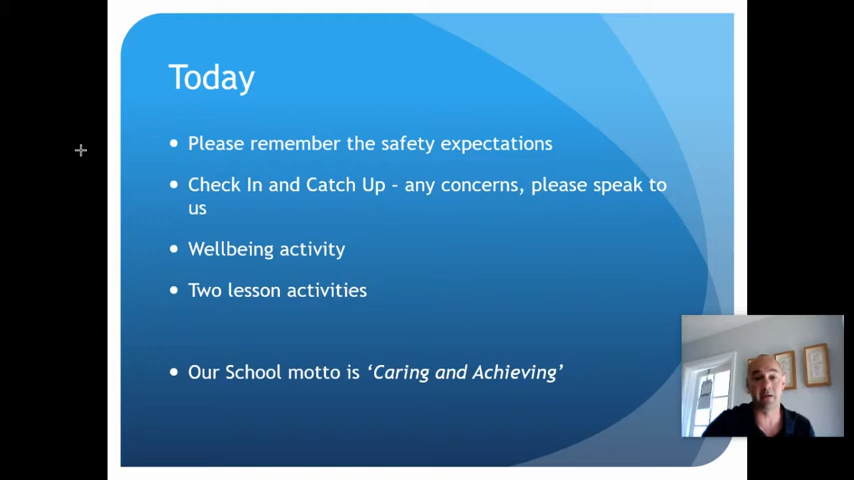 Today
• Please remember the safety expectations
• Check In and Catch Up – any concerns, please speak to
us
• Wellbeing activity
• Two lesson activities
• Our School motto is ‘Caring and Achieving’